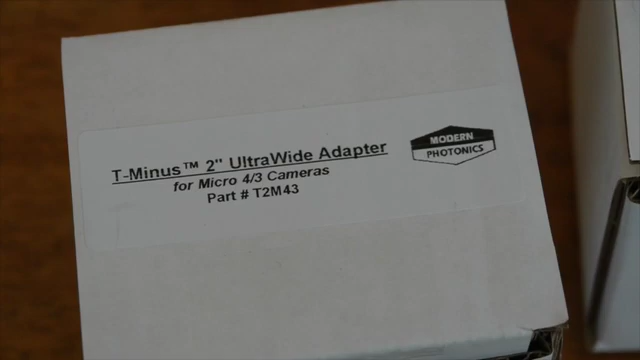 T-Minus™ 2" UltraWide Adapter
for Micro 4/3 Cameras
Part # T2M43
MODERN
PHOTONICS